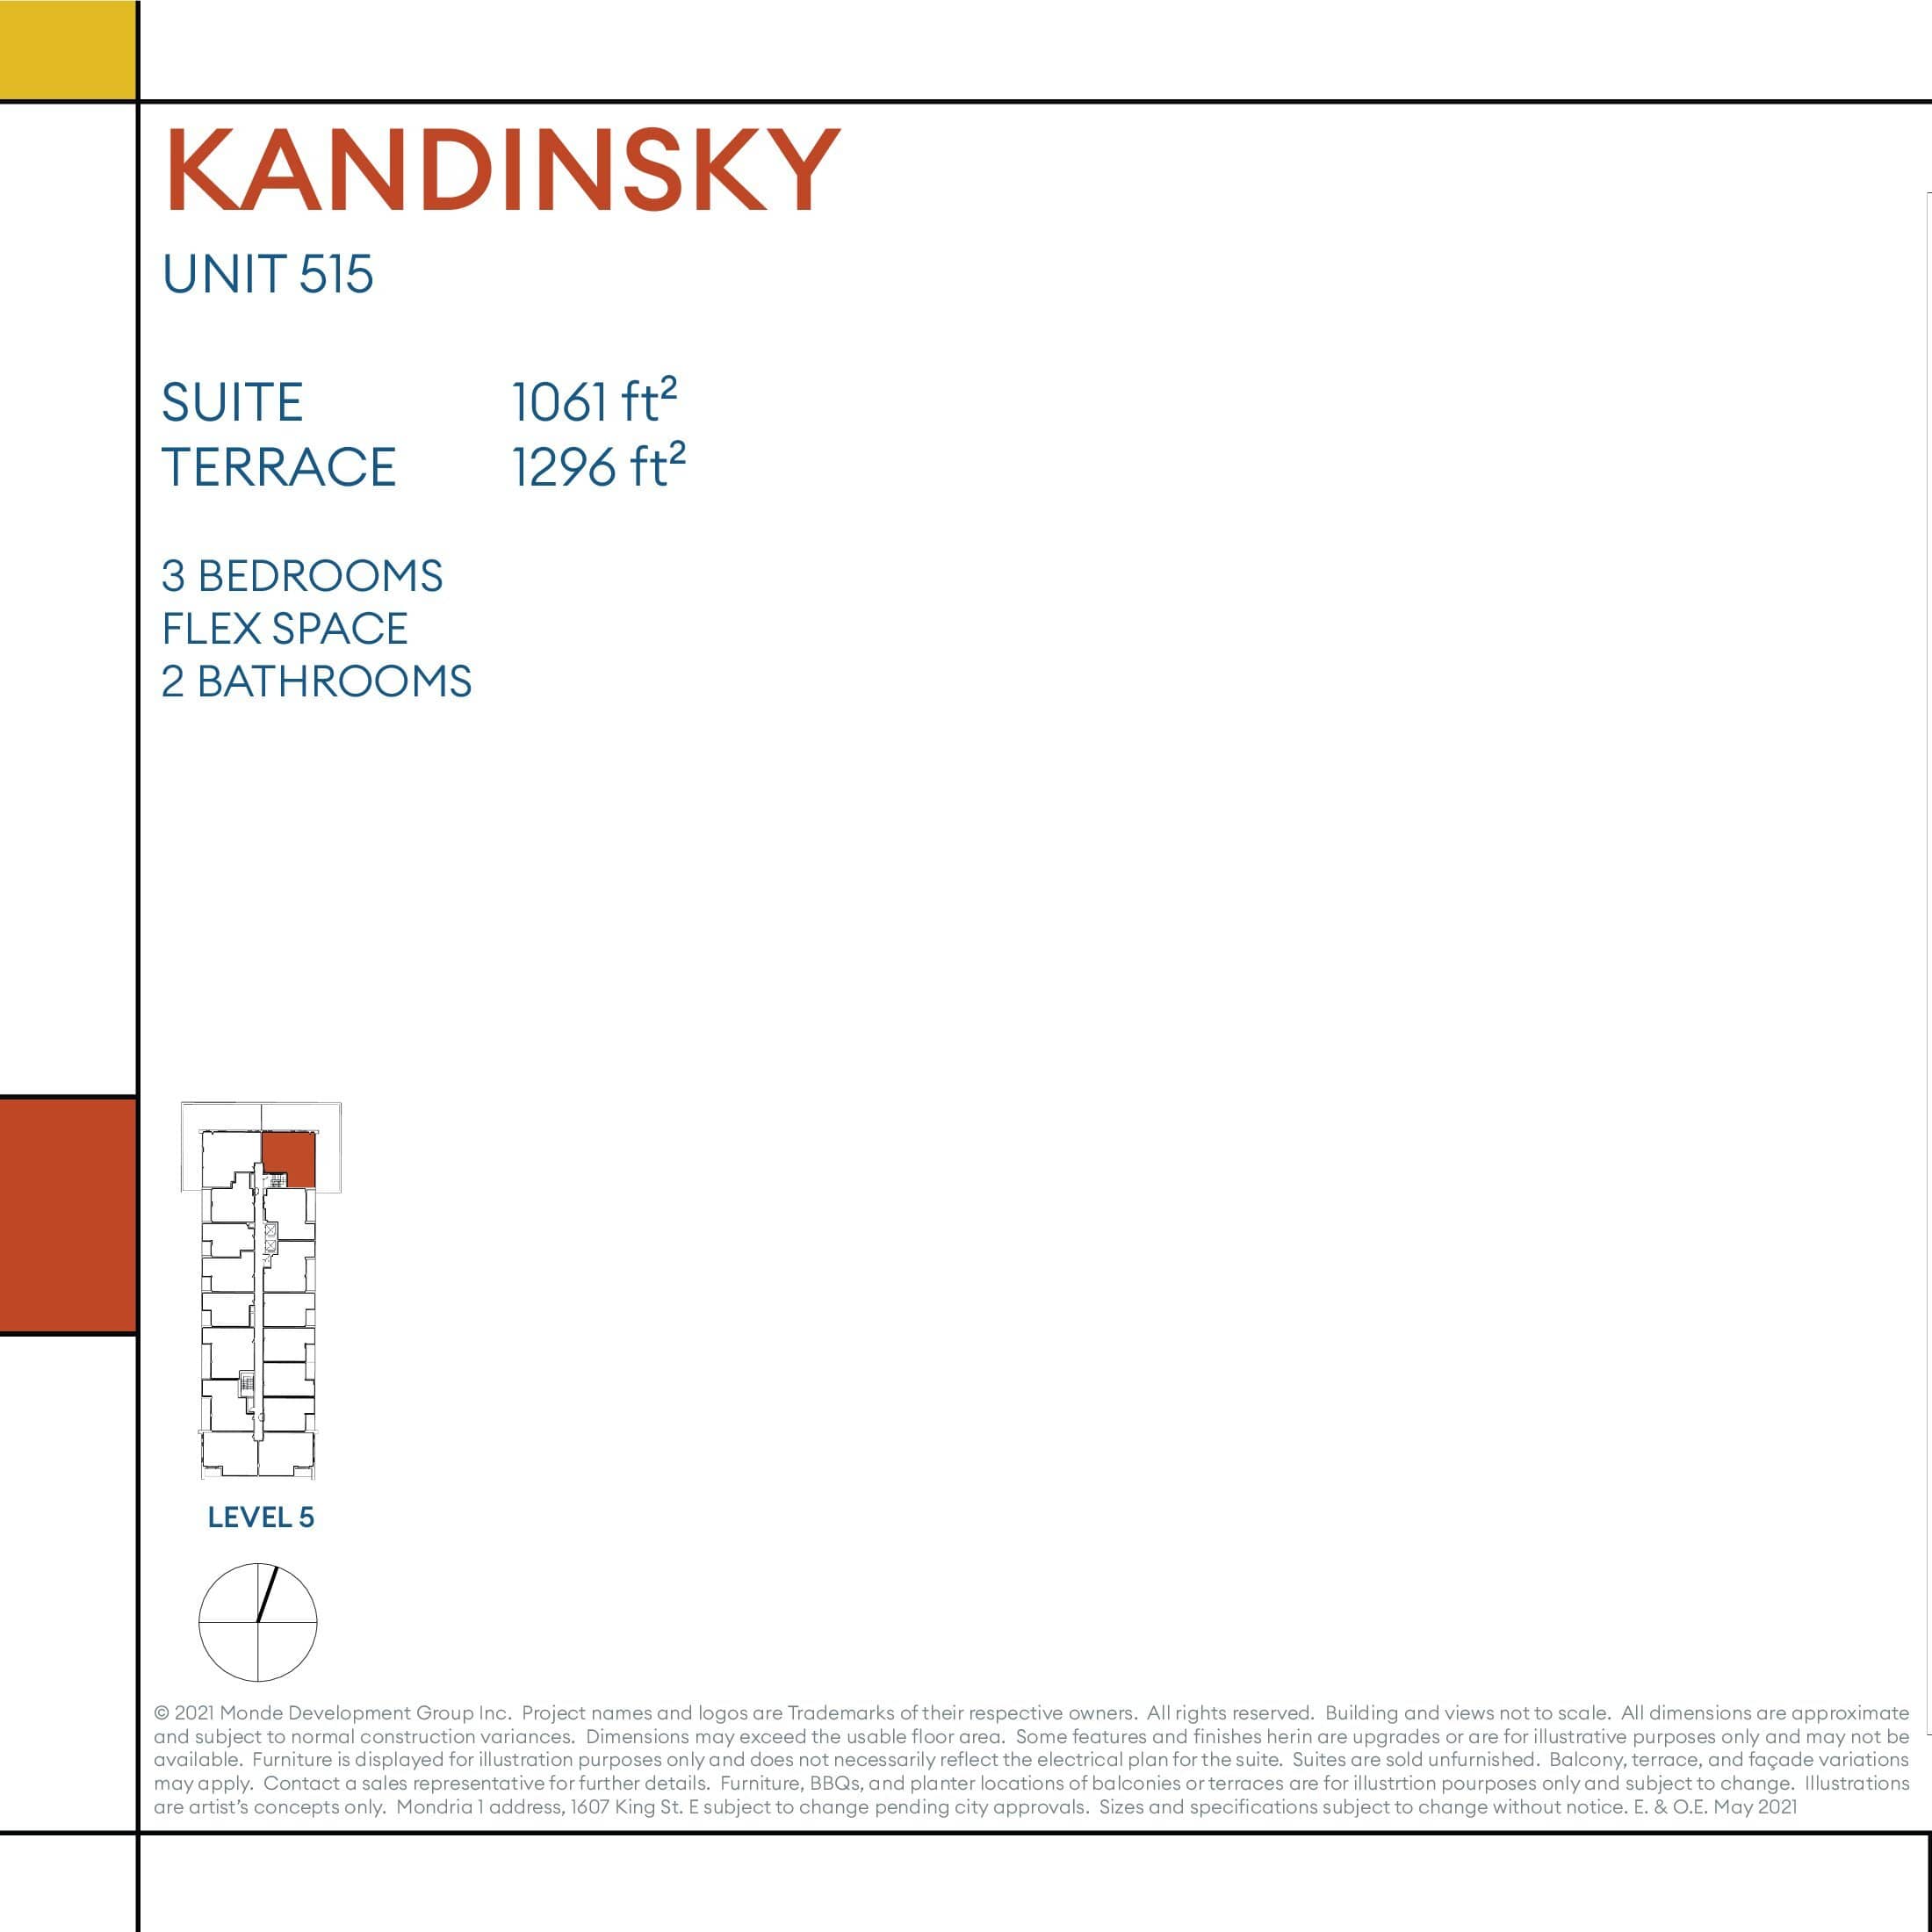 KANDINSKY
UNIT 515
SUITE 1061 ft²
TERRACE 1296 ft²
3 BEDROOMS
FLEX SPACE
2 BATHROOMS
LEVEL 5
© 2021 Monde Development Group Inc. Project names and logos are Trademarks of their respective owners. All rights reserved. Building and views not to scale. All dimensions are approximate
and subject to normal construction variances. Dimensions may exceed the usable floor area. Some features and finishes herin are upgrades or are for illustrative purposes only and may not be
available. Furniture is displayed for illustration purposes only and does not necessarily reflect the electrical plan for the suite. Suites are sold unfurnished. Balcony, terrace, and façade variations
may apply. Contact a sales representative for further details. Furniture, BBQs, and planter locations of balconies or terraces are for illustrtion pourposes only and subject to change. Illustrations
are artist's concepts only. Mondria 1 address, 1607 King St. E subject to change pending city approvals. Sizes and specifications subject to change without notice. E. & O.E. May 2021